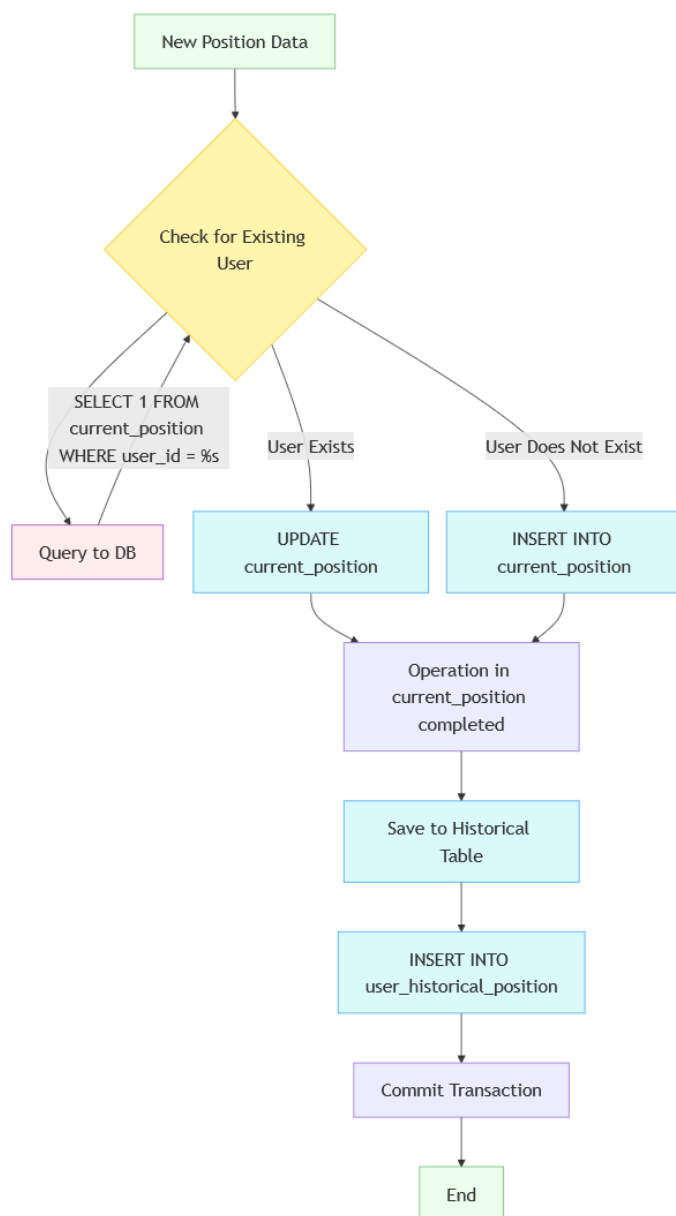 New Position Data
Check for Existing
User
SELECT 1 FROM
current_position
WHERE user_id = %s
User Exists
User Does Not Exist
Query to DB
UPDATE
current_position
INSERT INTO
current_position
Operation in
current_position
completed
Save to Historical
Table
INSERT INTO
user_historical_position
Commit Transaction
End